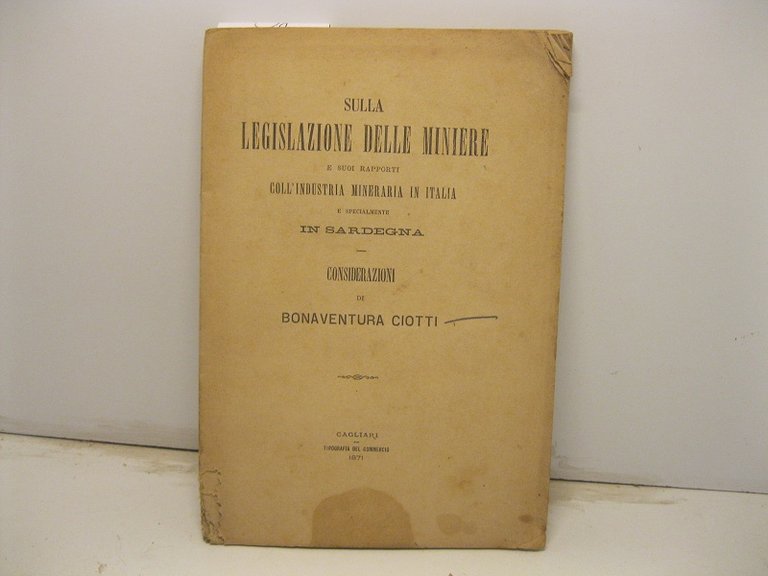 SULLA
LEGISLAZIONE DELLE MINIERE
E SUOI RAPPORTI
COLL'INDUSTRIA MINERARIA IN ITALIA
E SPECIALMENTE
IN SARDEGNA
CONSIDERAZIONI
DI
BONAVENTURA CIOTTI
CAGLIARI
TIPOGRAFIA DEL COMMERCIO
1871